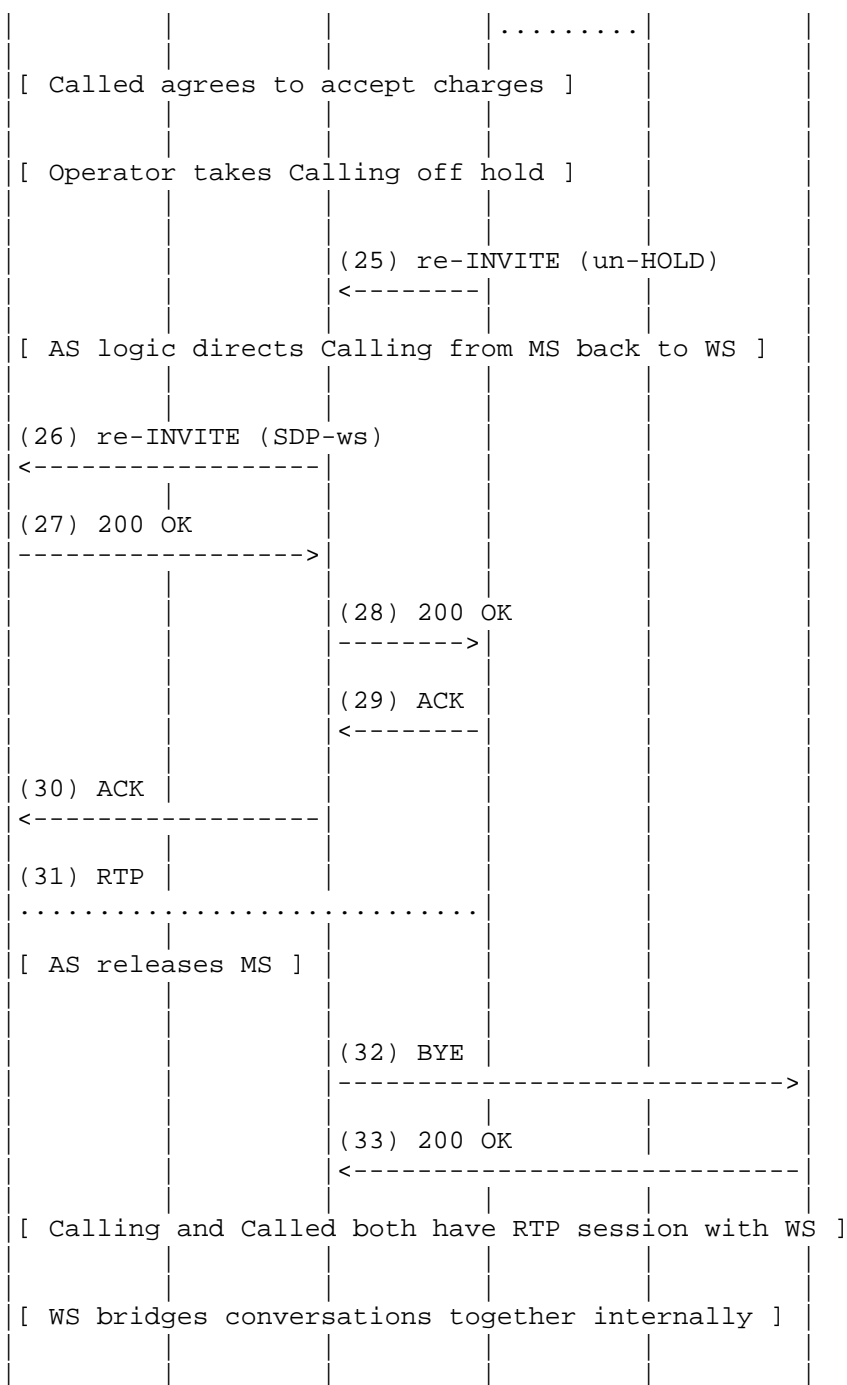 [ Called agrees to accept charges ]
[ Operator takes Calling off hold ]
(25) re-INVITE (un-HOLD)
[ AS logic directs Calling from MS back to WS ]
(26) re-INVITE (SDP-ws)
(27) 200 OK
(28) 200 OK
(29) ACK
(30) ACK
(31) RTP
[ AS releases MS ]
(32) BYE
(33) 200 OK
[ Calling and Called both have RTP session with WS ]
[ WS bridges conversations together internally ]